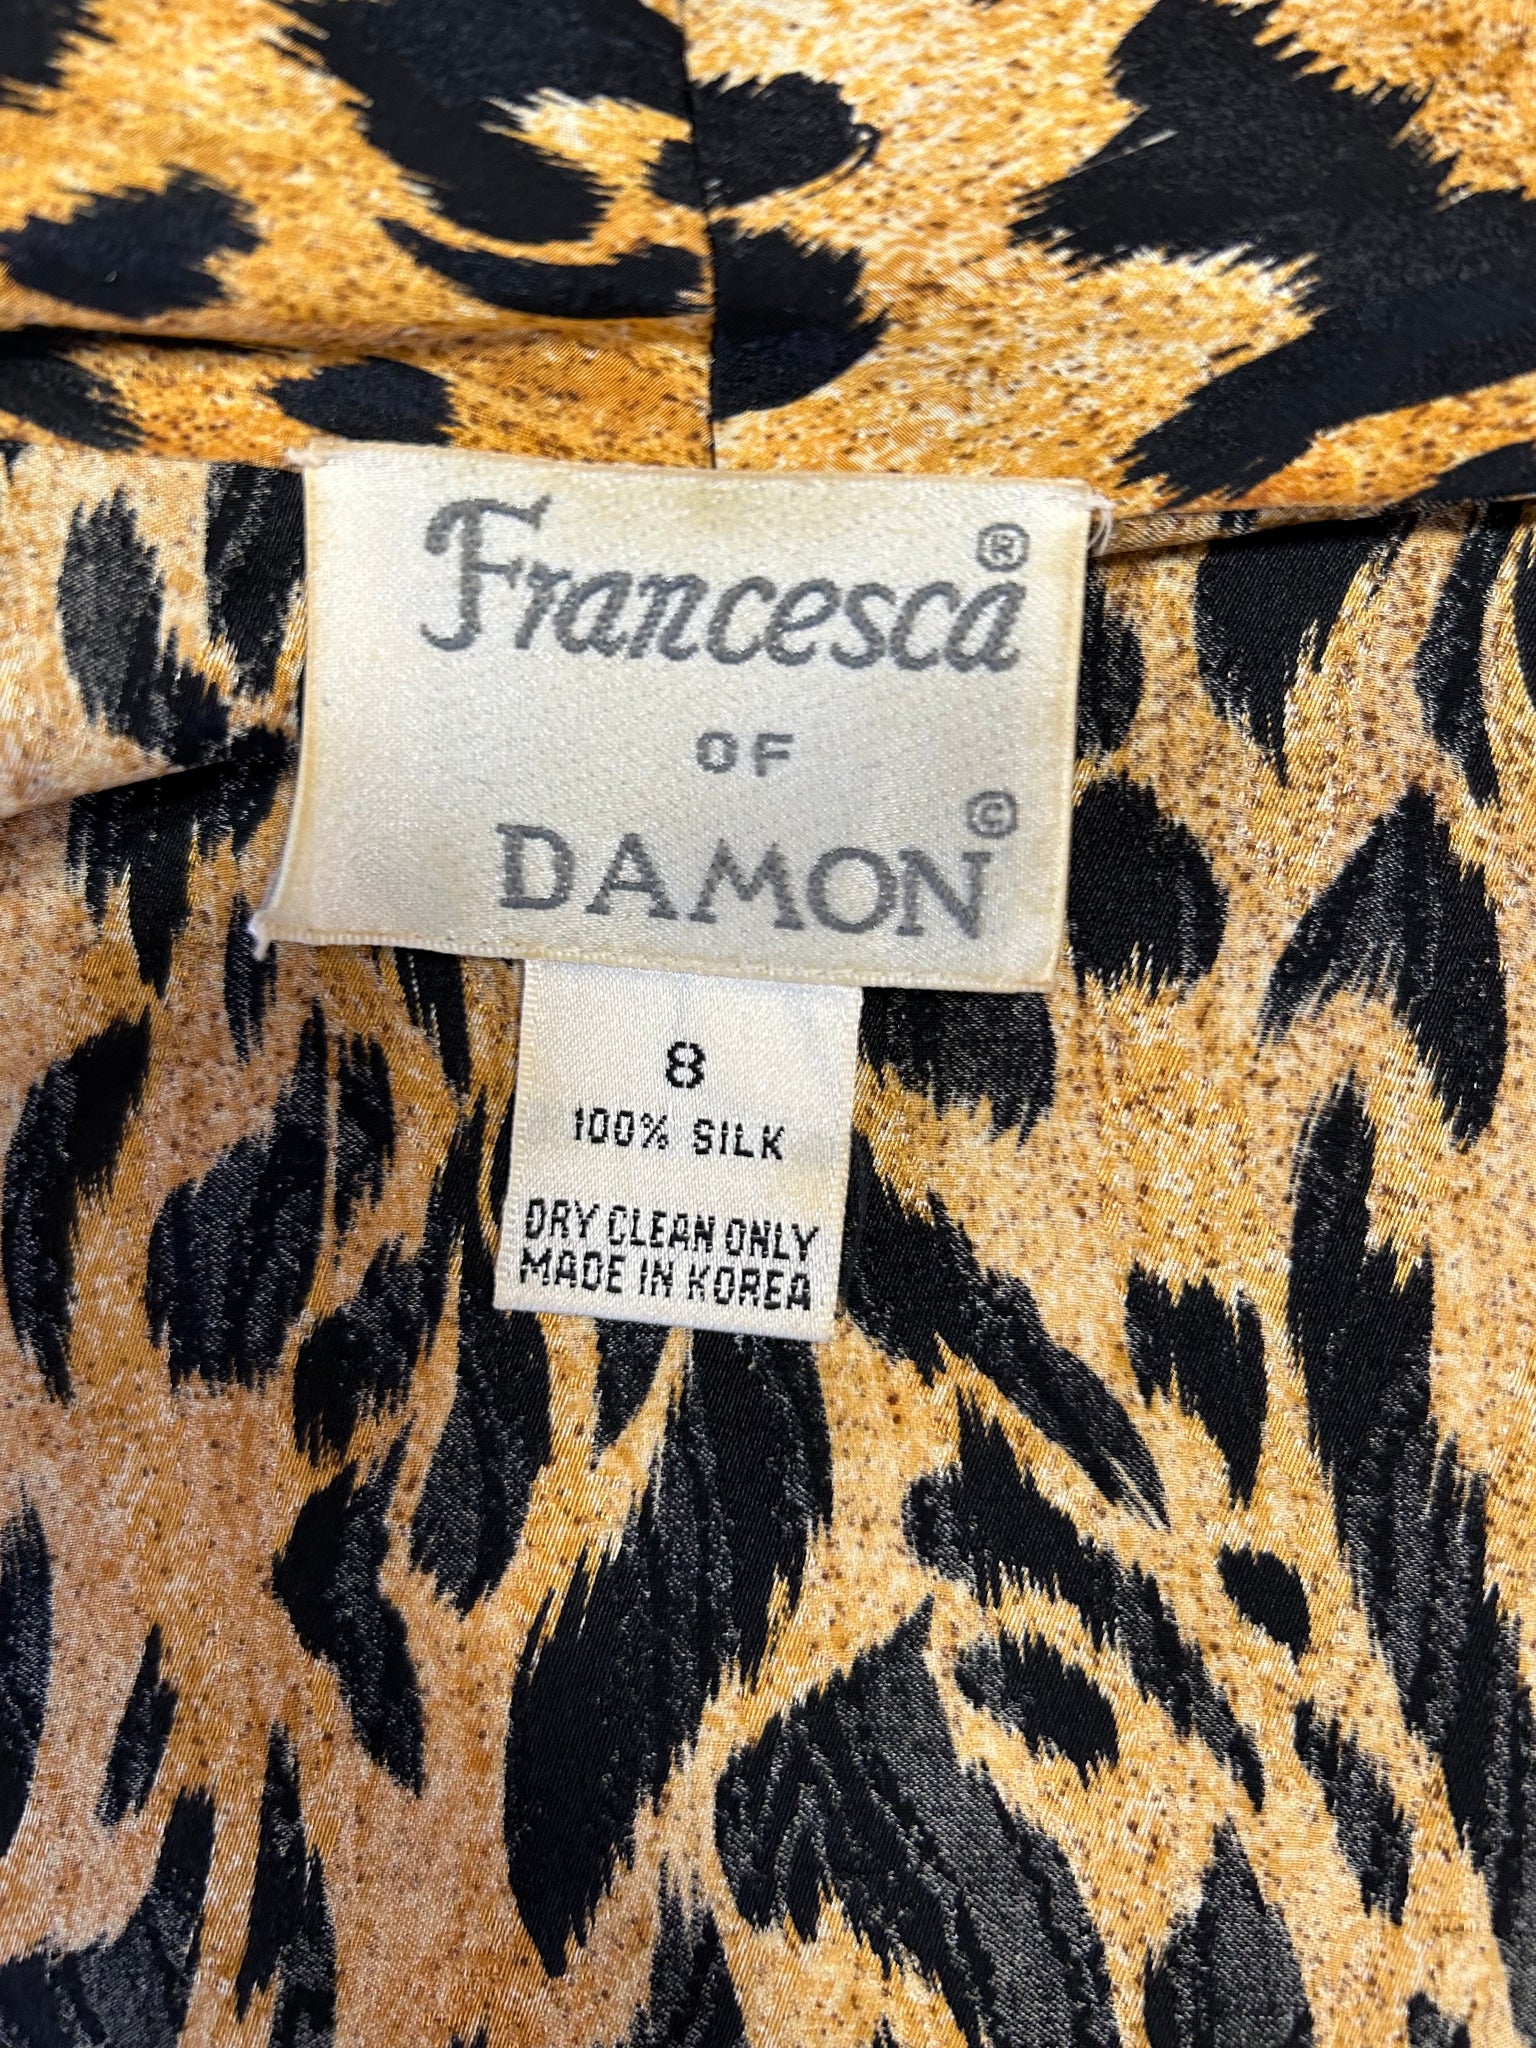 Francesca®
OF
DAMON©
8
100% SILK
DRY CLEAN ONLY
MADE IN KOREA